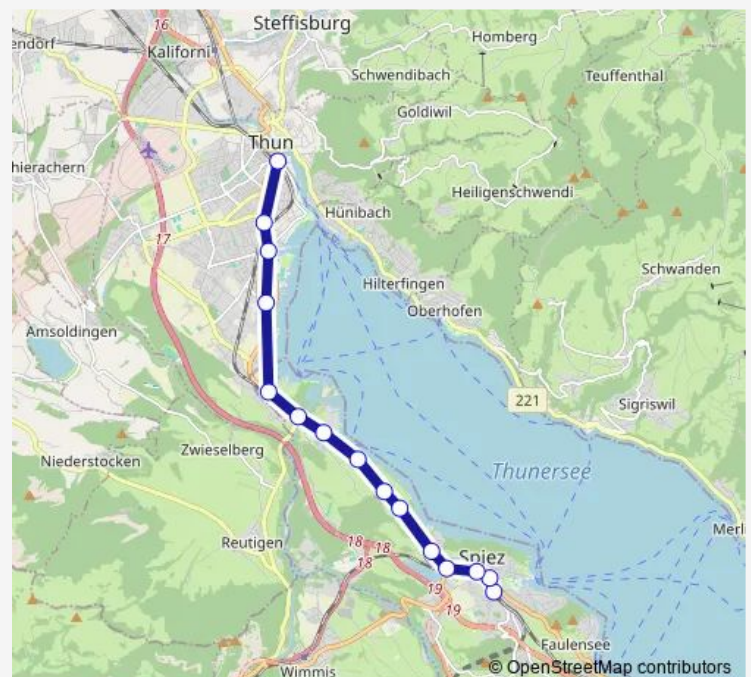 16
Steffisburg
endorf
Kaliforni
Homberg
Schwendibach
Teuffenthal
Goldiwil
Thun
hierachern
Heiligenschwendi
Hünibach
17
Schwanden
Hilterfingen
Oberhofen
Amsoldingen
221
Sigriswil
Zwieselberg
Niederstocken
Thunersee
Merli
Reutigen
18
18
18
Spiez
19
19
Faulensee
Wimmis
© OpenStreetMap contributors